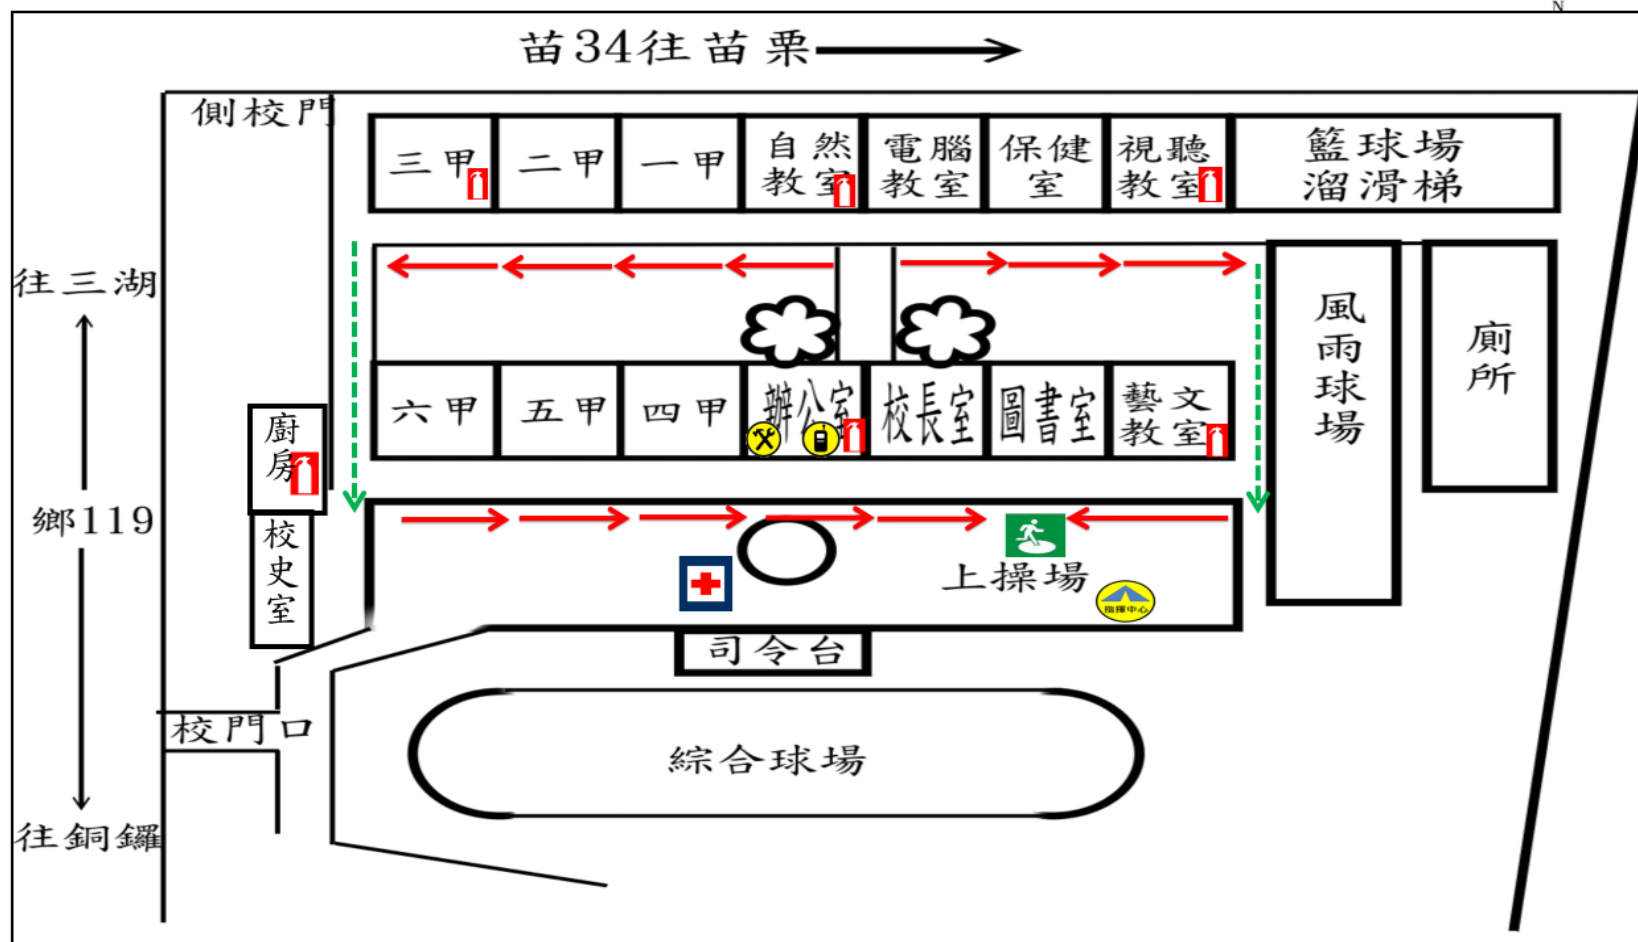 N
苗34往苗栗
側校門
三甲
二甲
一甲
自然
教室
電腦
教室
保健
室
視聽
教室
籃球場
溜滑梯
往三湖
鄉119
往銅鑼
風雨球場
廁所
六甲
五甲
四甲
辦公室
校長室
圖書室
藝文
教室
廚房
校史室
上操場
指揮中心
司令台
校門口
綜合球場